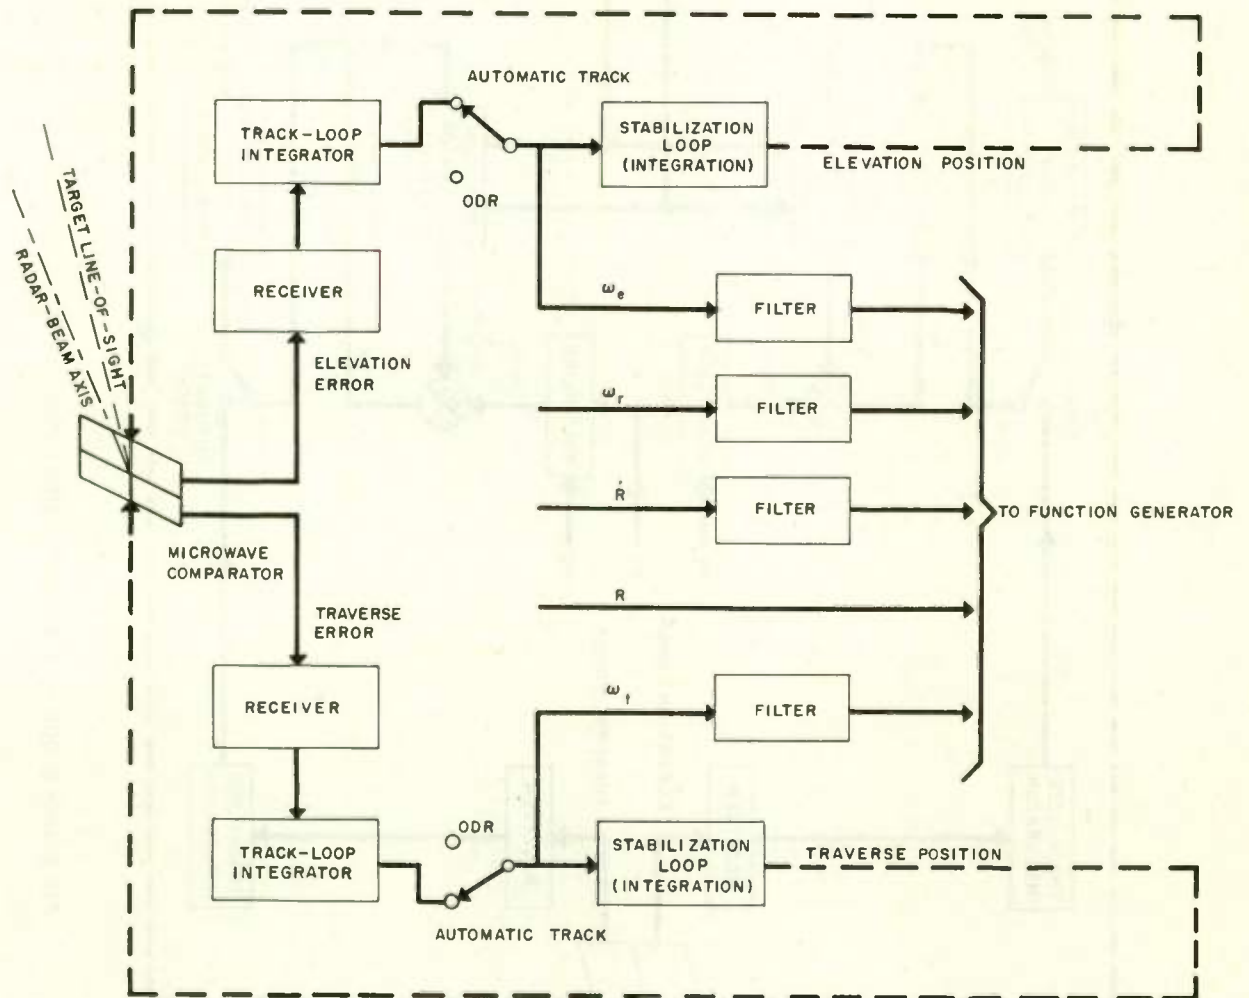 AUTOMATIC TRACK
TRACK-LOOP
INTEGRATOR
STABILIZATION
LOOP
(INTEGRATION)
ELEVATION POSITION
ODR
TARGET LINE-OF-SIGHT
RADAR-BEAM AXIS
RECEIVER
ωe
FILTER
ELEVATION
ERROR
ωr
FILTER
Ṙ
FILTER
TO FUNCTION GENERATOR
MICROWAVE
COMPARATOR
R
TRAVERSE
ERROR
ωt
FILTER
RECEIVER
ODR
TRACK-LOOP
INTEGRATOR
STABILIZATION
LOOP
(INTEGRATION)
TRAVERSE POSITION
AUTOMATIC TRACK